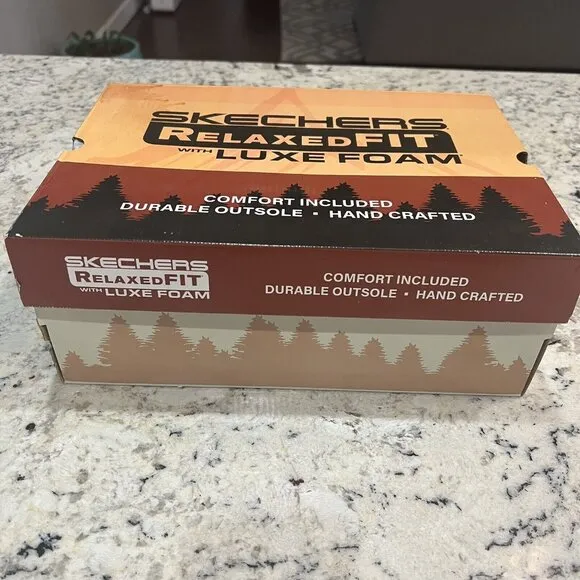 SKECHERS
RELAXED FIT
WITH LUXE FOAM
COMFORT INCLUDED
DURABLE OUTSOLE ▪ HAND CRAFTED
SKECHERS
RELAXED FIT
WITH LUXE FOAM
COMFORT INCLUDED
DURABLE OUTSOLE ▪ HAND CRAFTED